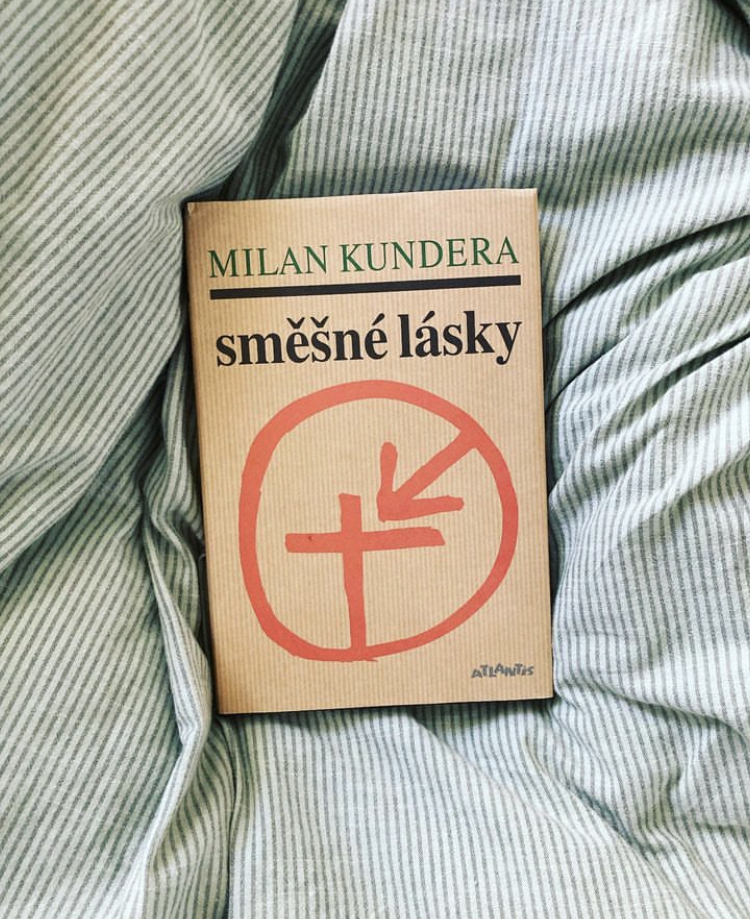 MILAN KUNDERA
směšné lásky
ATLANTIS